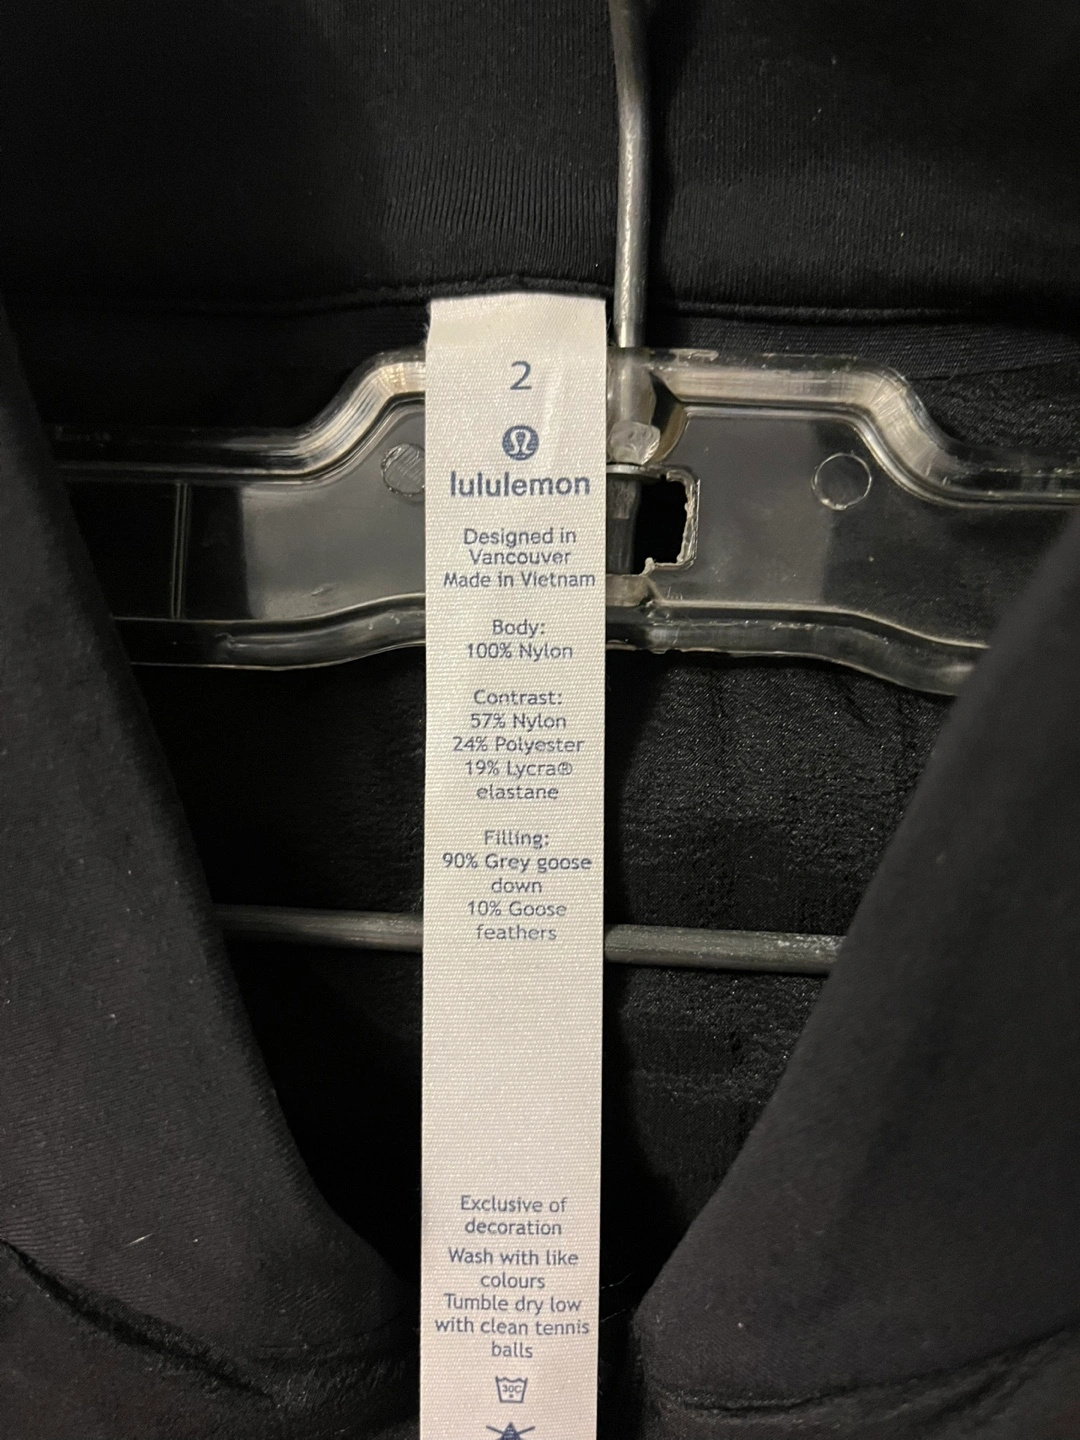 2
lululemon
Designed in
Vancouver
Made in Vietnam
Body:
100% Nylon
Contrast:
57% Nylon
24% Polyester
19% Lycra®
elastane
Filling:
90% Grey goose
down
10% Goose
feathers
Exclusive of
decoration
Wash with like
colours
Tumble dry low
with clean tennis
balls
30C